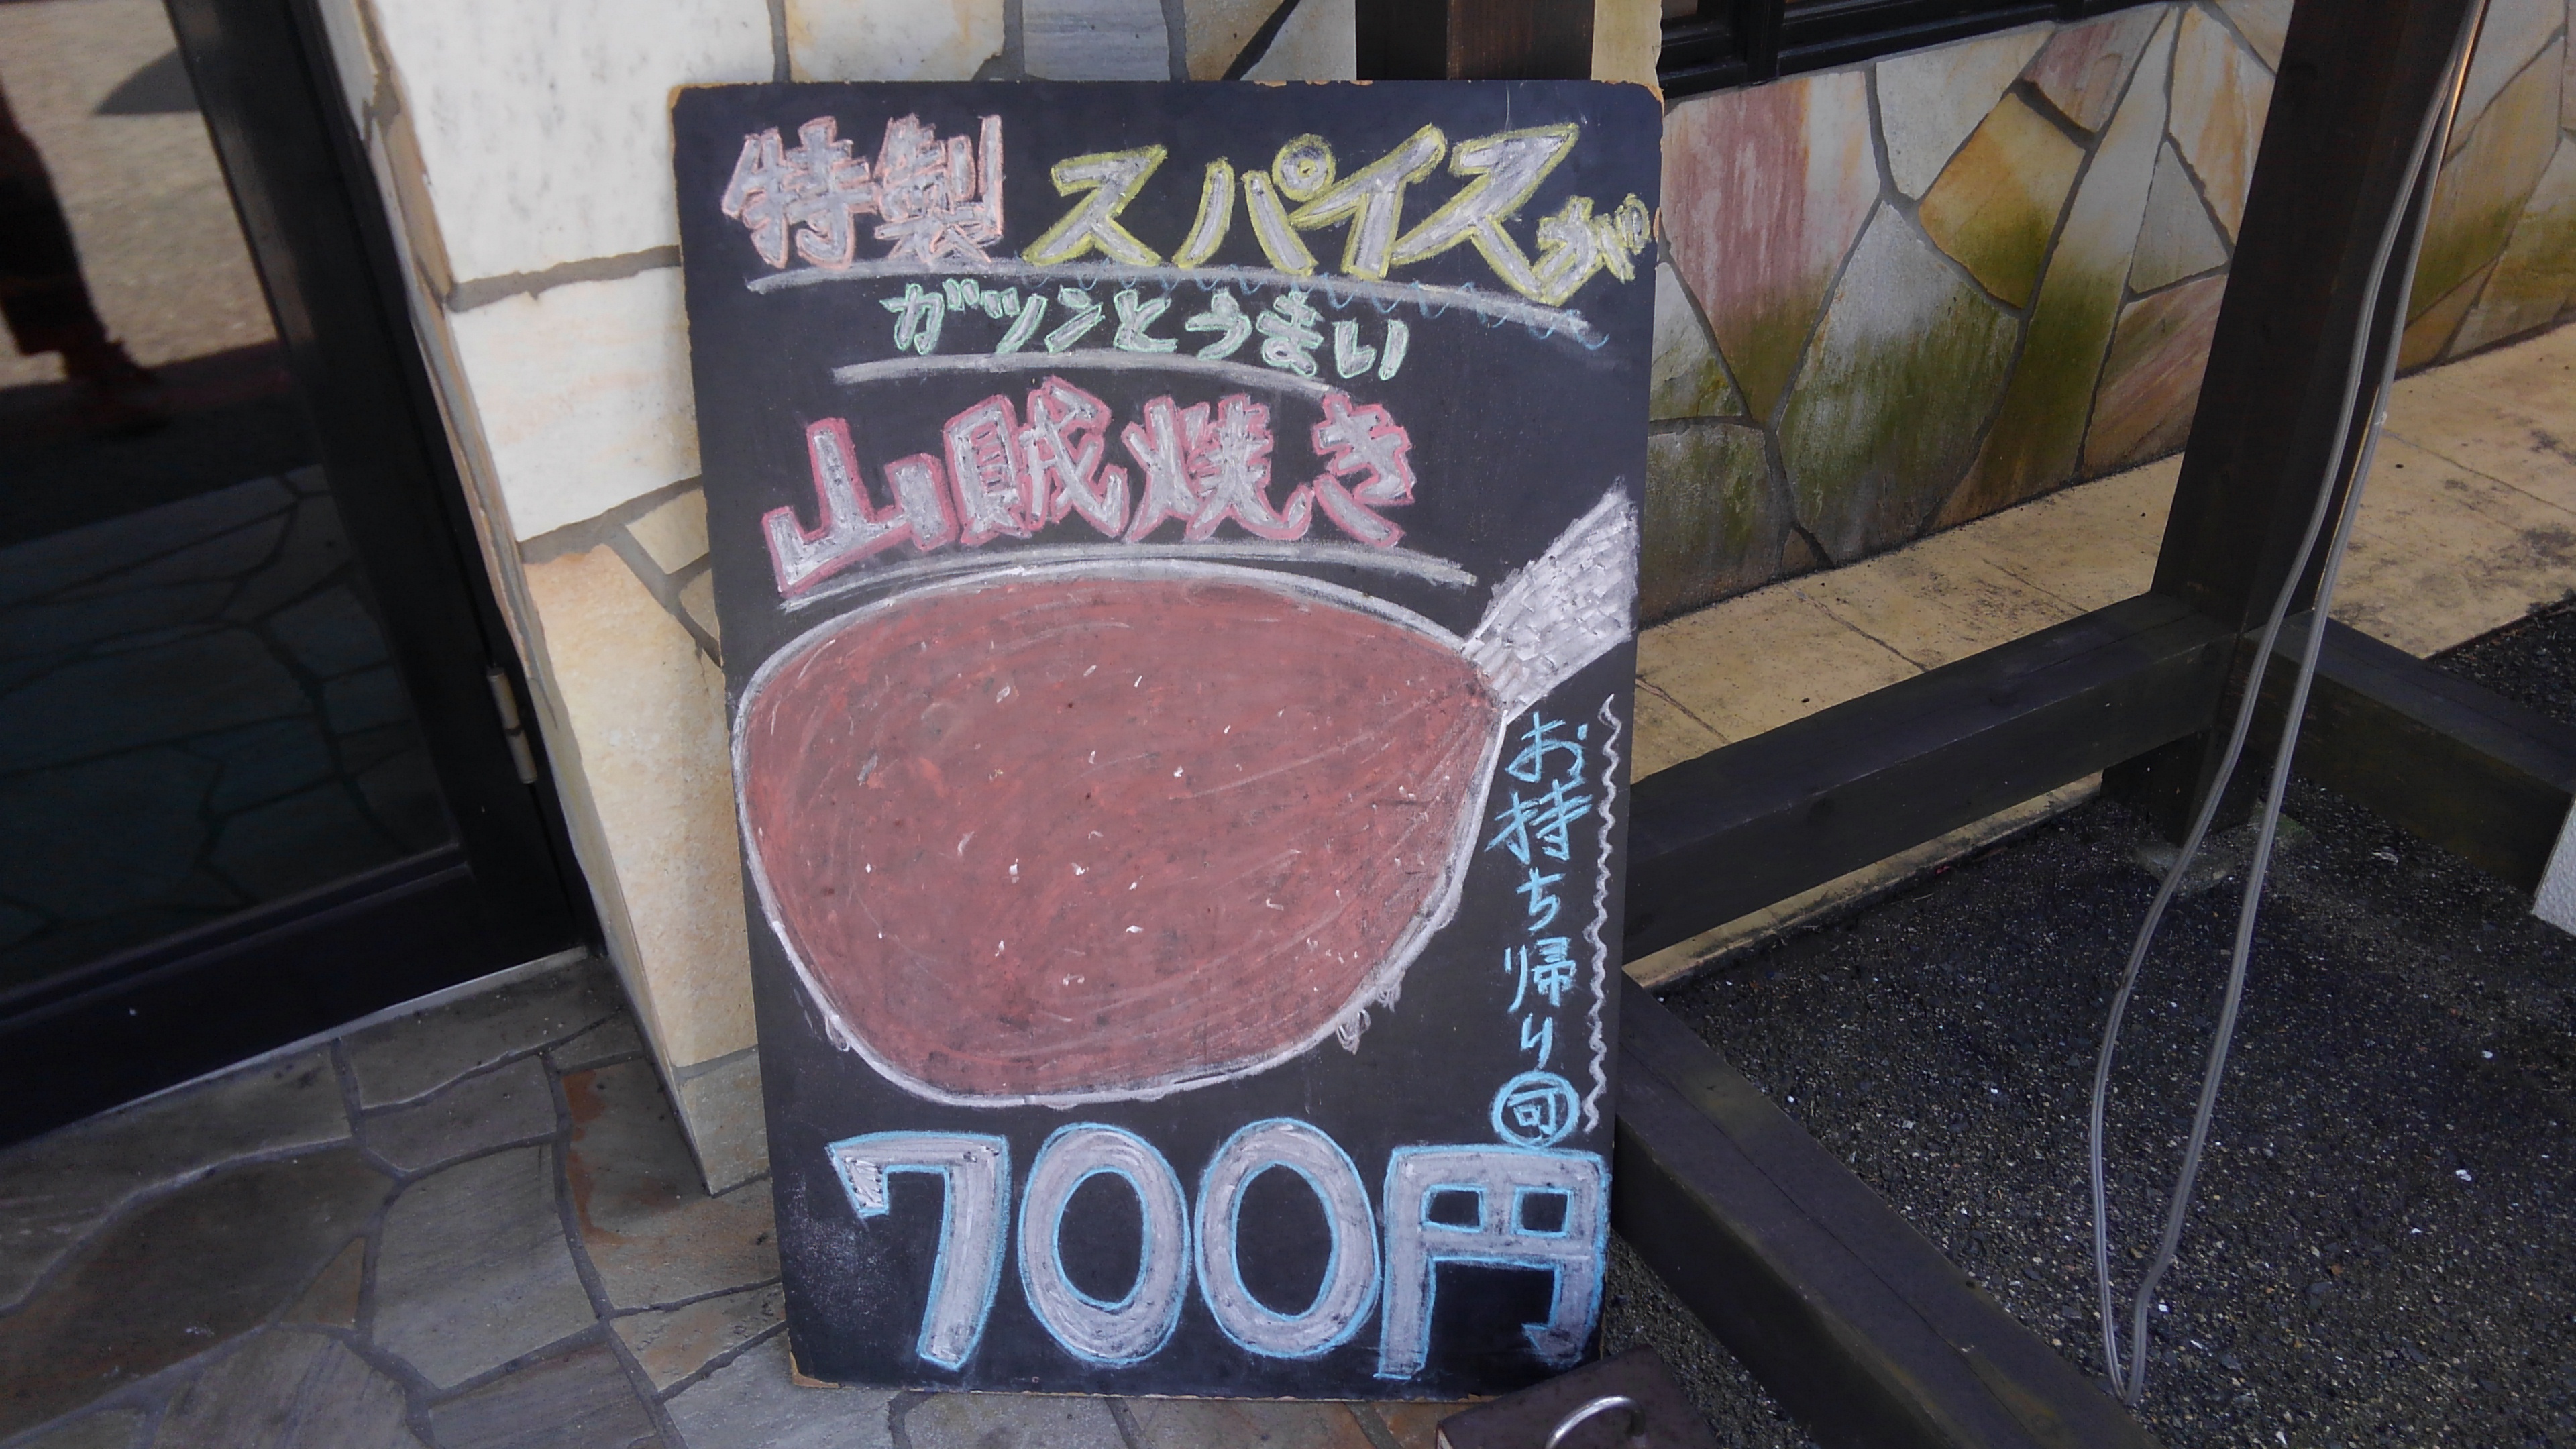 特製スパイスが
ガツンとうまい
山賊焼き
お持ち帰り可
700円